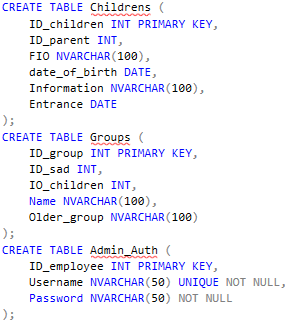 CREATE TABLE Childrens (
ID_children INT PRIMARY KEY,
ID_parent INT,
FIO NVARCHAR(100),
date_of_birth DATE,
Information NVARCHAR(100),
Entrance DATE
);
CREATE TABLE Groups (
ID_group INT PRIMARY KEY,
ID_sad INT,
IO_children INT,
Name NVARCHAR(100),
Older_group NVARCHAR(100)
);
CREATE TABLE Admin_Auth (
ID_employee INT PRIMARY KEY,
Username NVARCHAR(50) UNIQUE NOT NULL,
Password NVARCHAR(50) NOT NULL
);